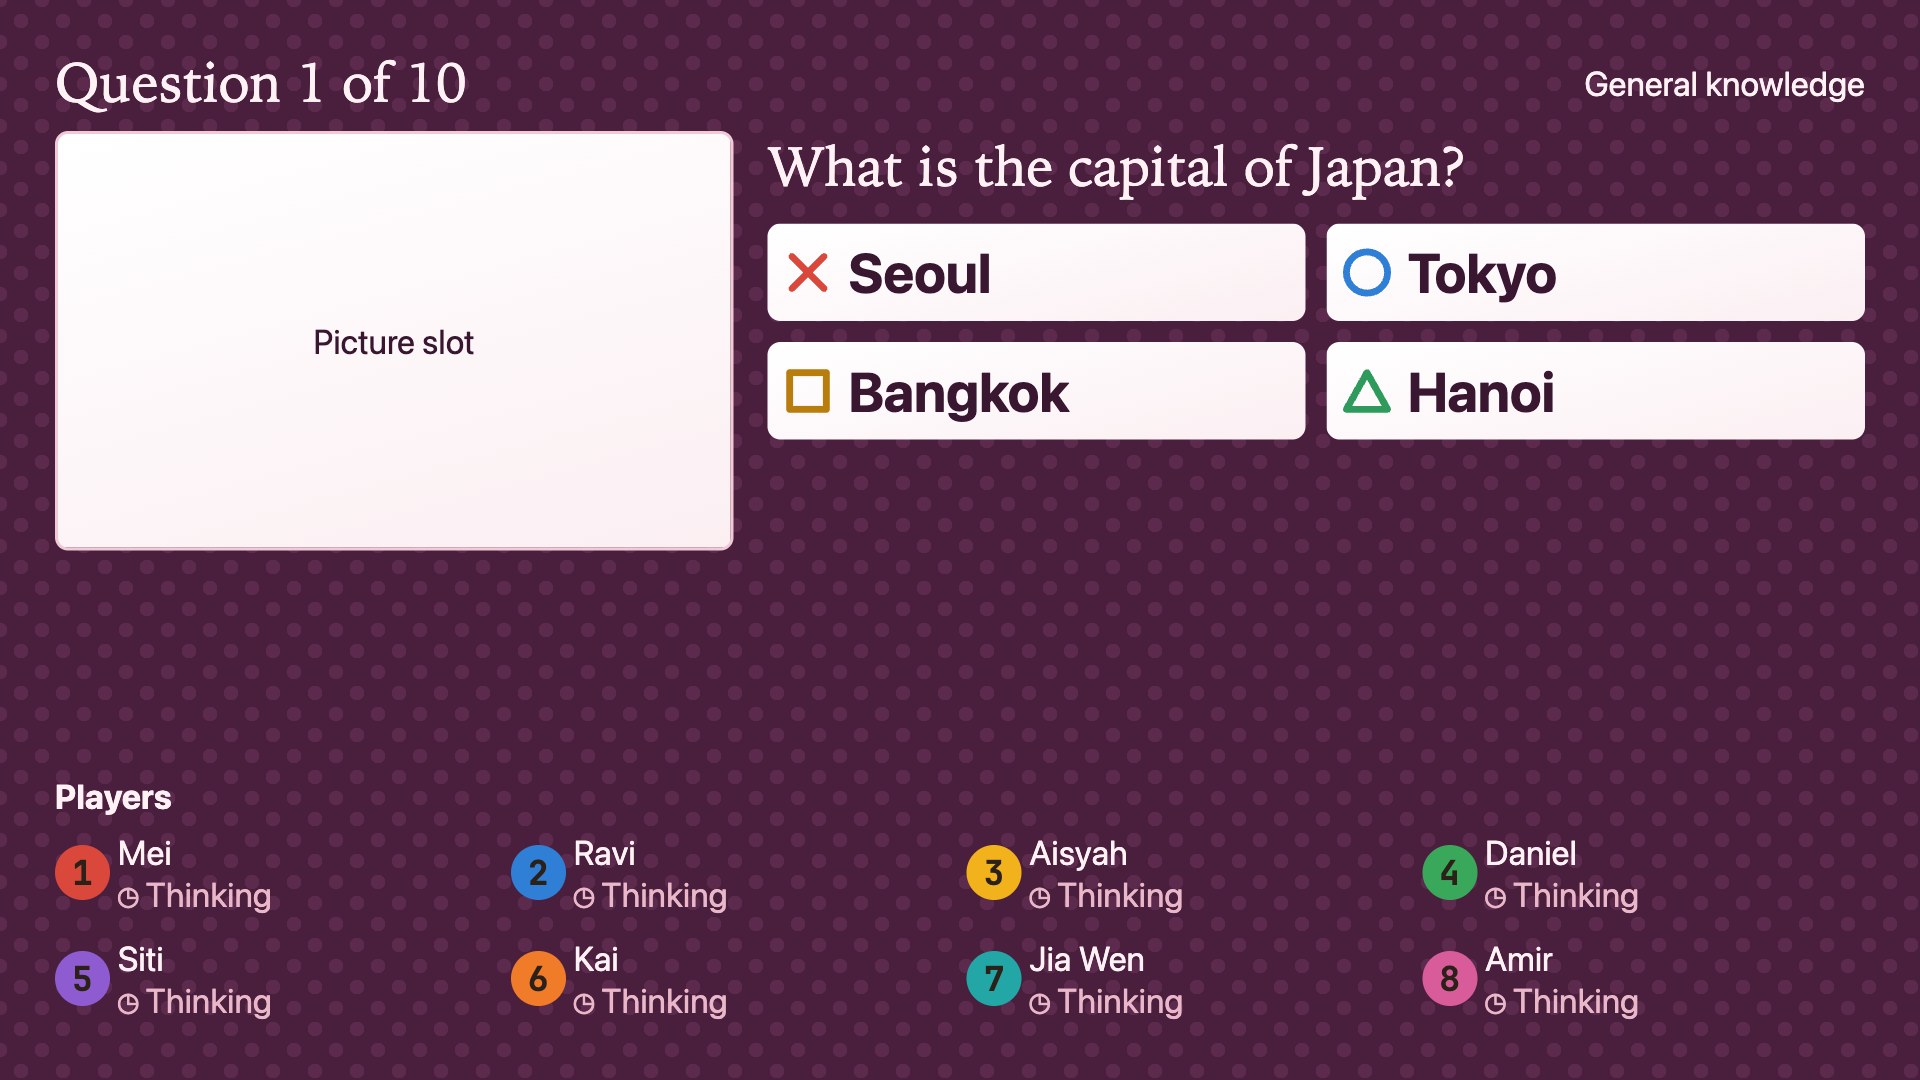 Question 1 of 10
General knowledge
Picture slot
What is the capital of Japan?
Seoul
Tokyo
Bangkok
Hanoi
Players
1 Mei
Thinking
2 Ravi
Thinking
3 Aisyah
Thinking
4 Daniel
Thinking
5 Siti
Thinking
6 Kai
Thinking
7 Jia Wen
Thinking
8 Amir
Thinking